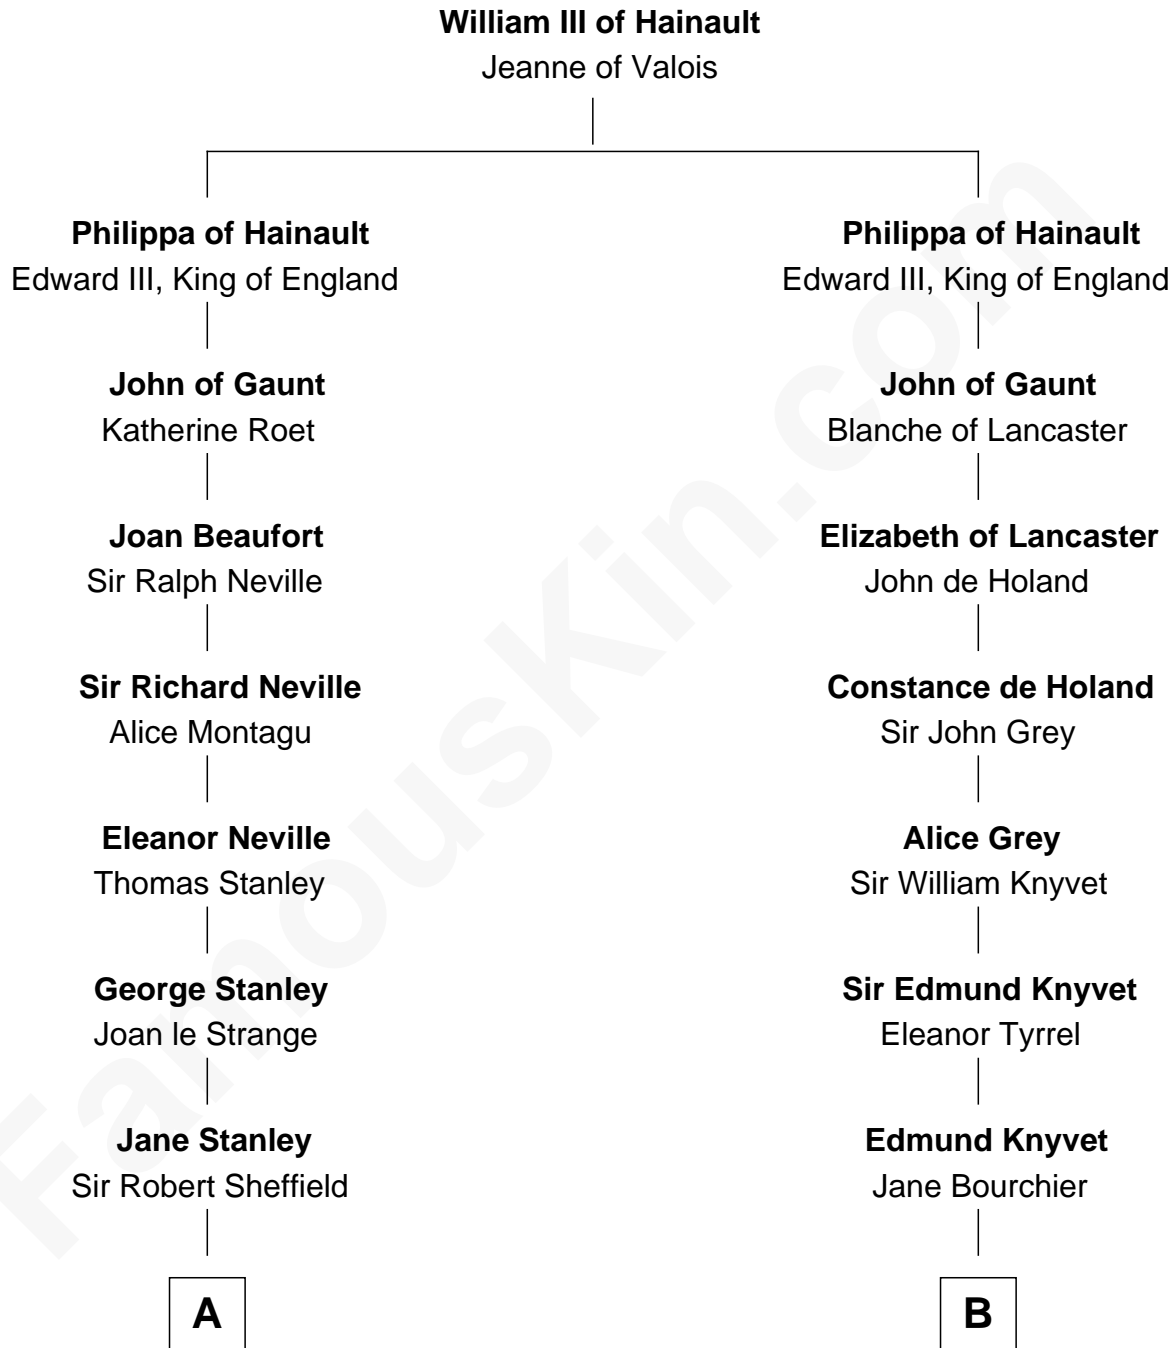 William III of Hainault
Jeanne of Valois
Philippa of Hainault
Edward III, King of England
John of Gaunt
Katherine Roet
Joan Beaufort
Sir Ralph Neville
Sir Richard Neville
Alice Montagu
Eleanor Neville
Thomas Stanley
George Stanley
Joan le Strange
Jane Stanley
Sir Robert Sheffield
A
Philippa of Hainault
Edward III, King of England
John of Gaunt
Blanche of Lancaster
Elizabeth of Lancaster
John de Holand
Constance de Holand
Sir John Grey
Alice Grey
Sir William Knyvet
Sir Edmund Knyvet
Eleanor Tyrrel
Edmund Knyvet
Jane Bourchier
B
FamousKin.com